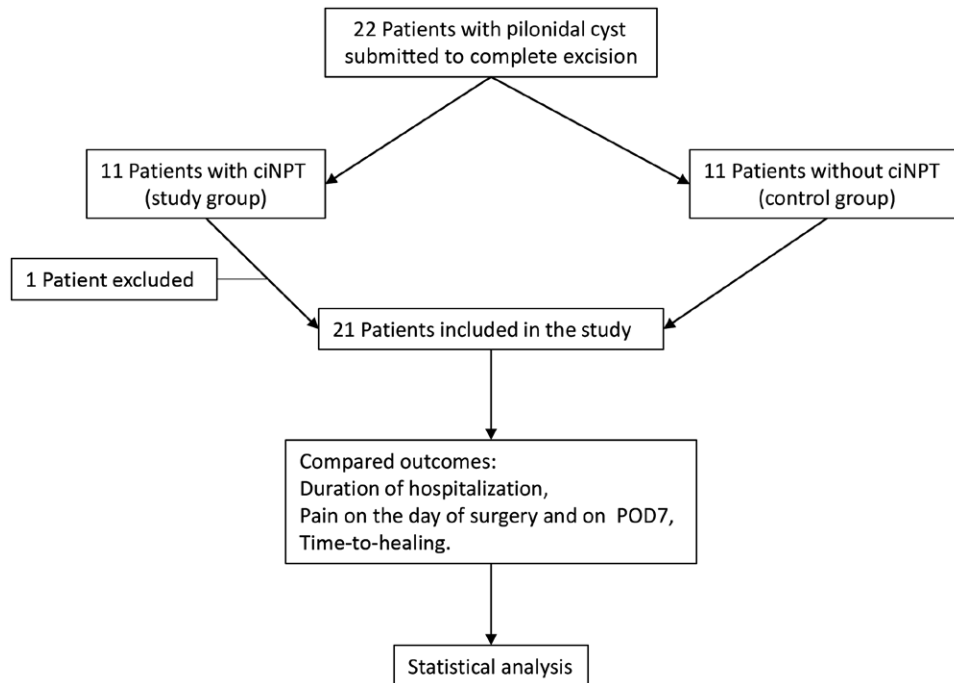 22 Patients with pilonidal cyst
submitted to complete excision
11 Patients with ciNPT
(study group)
11 Patients without ciNPT
(control group)
1 Patient excluded
21 Patients included in the study
Compared outcomes:
Duration of hospitalization,
Pain on the day of surgery and on POD7,
Time-to-healing.
Statistical analysis